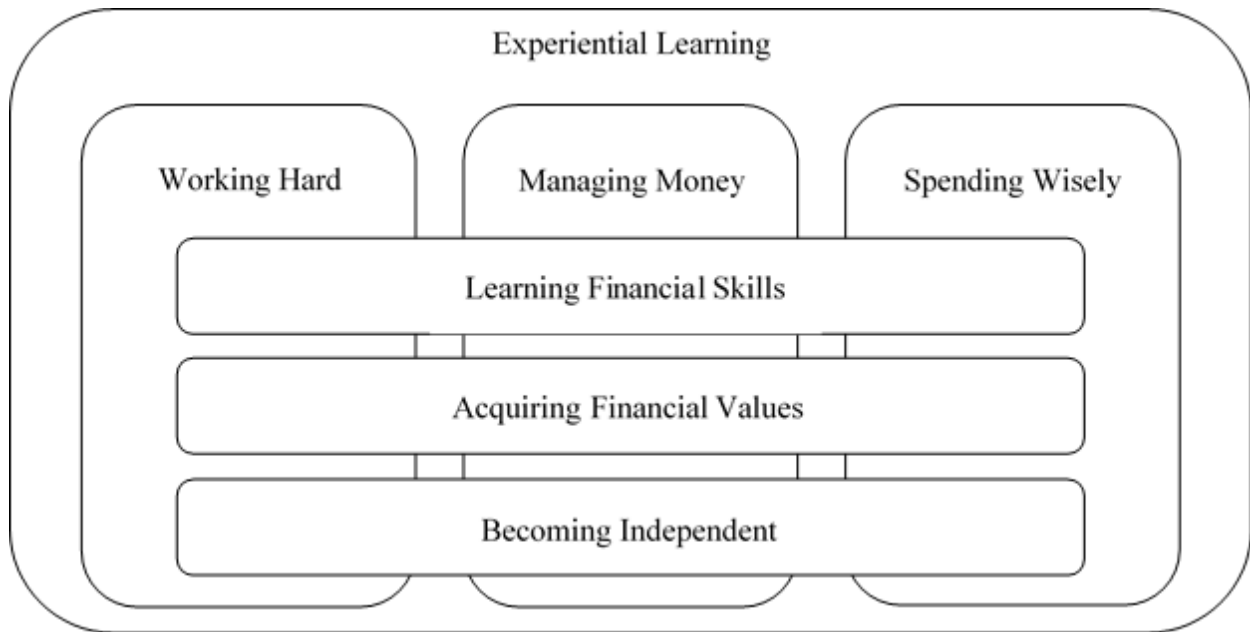 Experiential Learning
Working Hard
Managing Money
Spending Wisely
Learning Financial Skills
Acquiring Financial Values
Becoming Independent